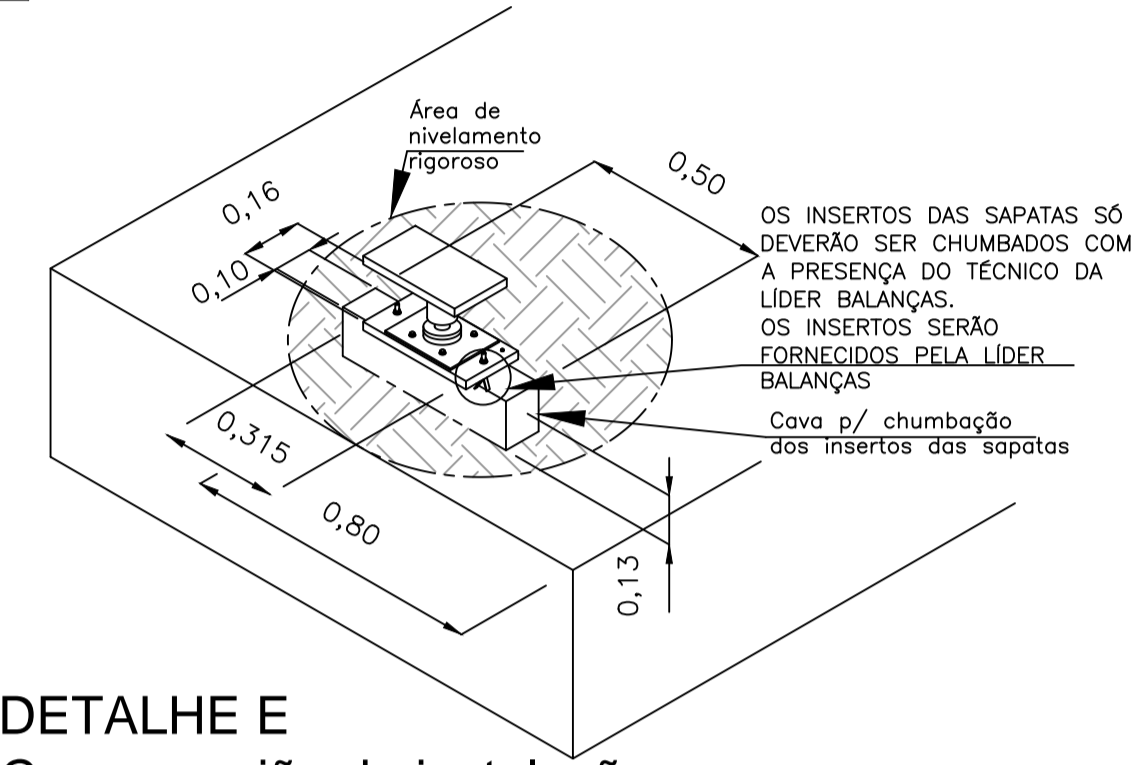 Área de
nivelamento
rigoroso
0,50
0,16
0,10
OS INSERTOS DAS SAPATAS SÓ
DEVERÃO SER CHUMBADOS COM
A PRESENÇA DO TÉCNICO DA
LÍDER BALANÇAS.
OS INSERTOS SERÃO
FORNECIDOS PELA LÍDER
BALANÇAS
Cava p/ chumbação
dos insertos das sapatas
0,315
0,80
0,13
DETALHE E